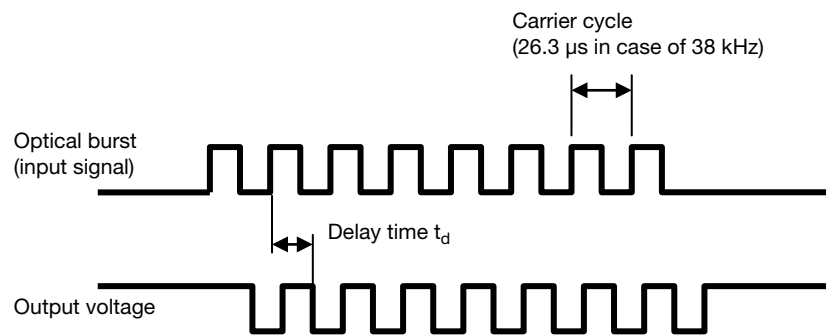 Carrier cycle
(26.3 µs in case of 38 kHz)
Optical burst
(input signal)
Delay time td
Output voltage